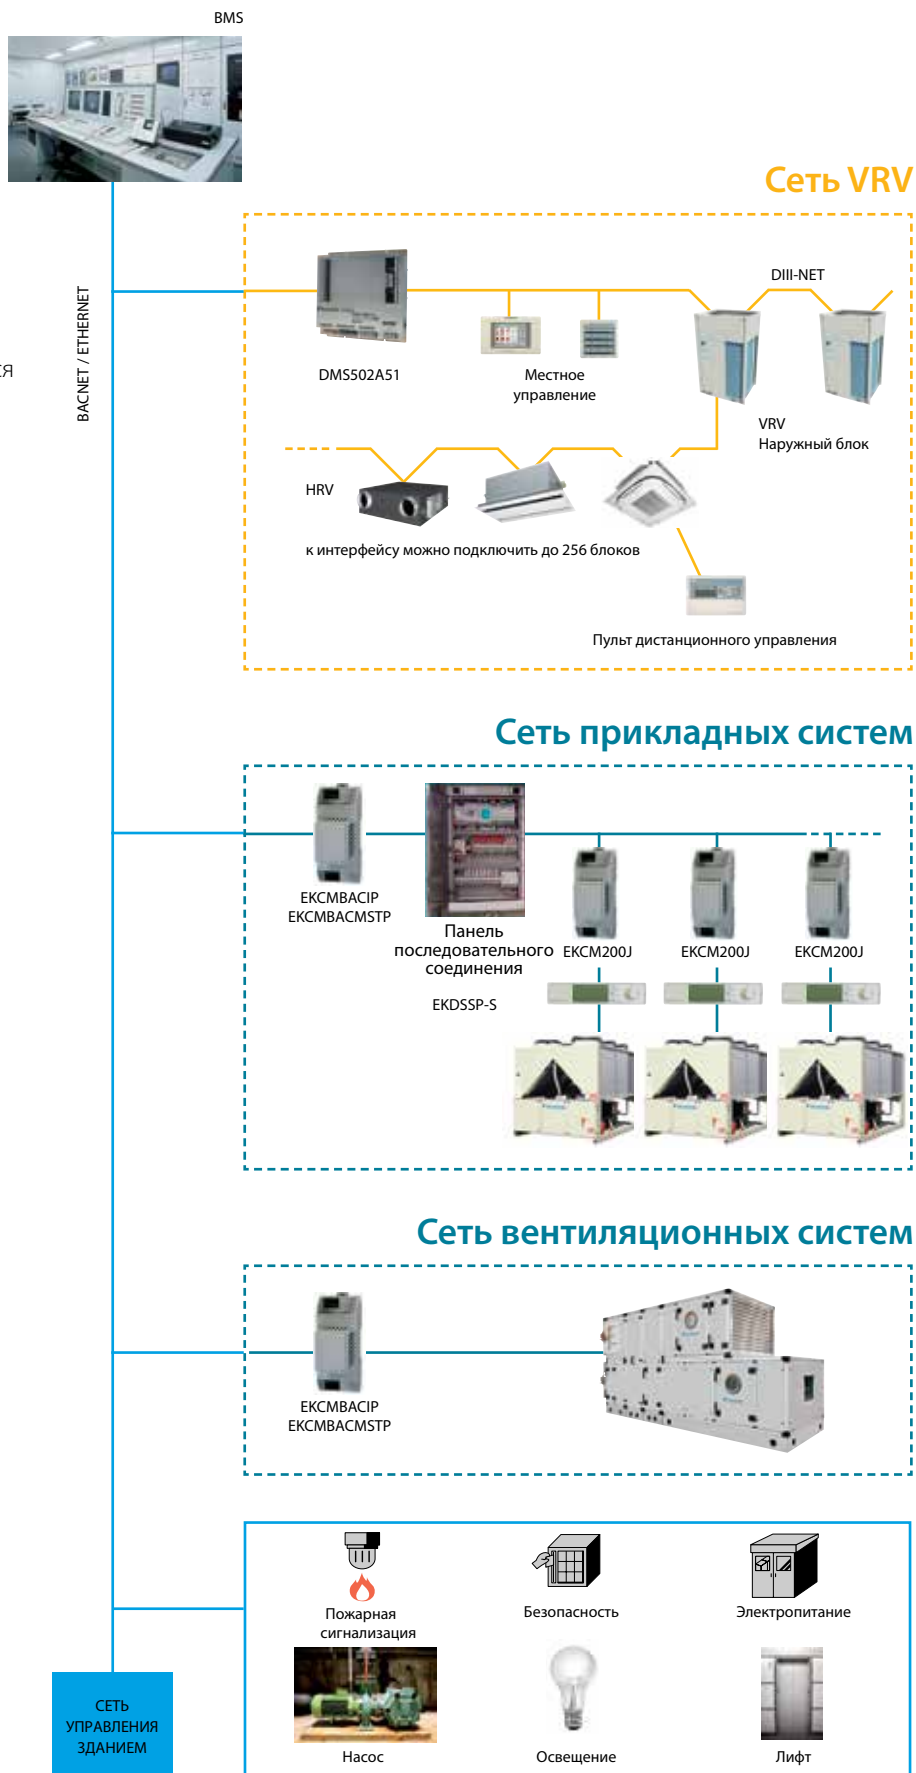 BMS
Сеть VRV
BACNET / ETHERNET
ся
DIII-NET
DMS502A51
Местное
управление
VRV
Наружный блок
HRV
к интерфейсу можно подключить до 256 блоков
Пульт дистанционного управления
Сеть прикладных систем
EKCMBACIP
EKCMBACMSTP
Панель
последовательного
соединения
EKDSSP-S
EKCM200J
EKCM200J
EKCM200J
Сеть вентиляционных систем
EKCMBACIP
EKCMBACMSTP
Пожарная
сигнализация
Безопасность
Электропитание
СЕТЬ
УПРАВЛЕНИЯ
ЗДАНИЕМ
Насос
Освещение
Лифт